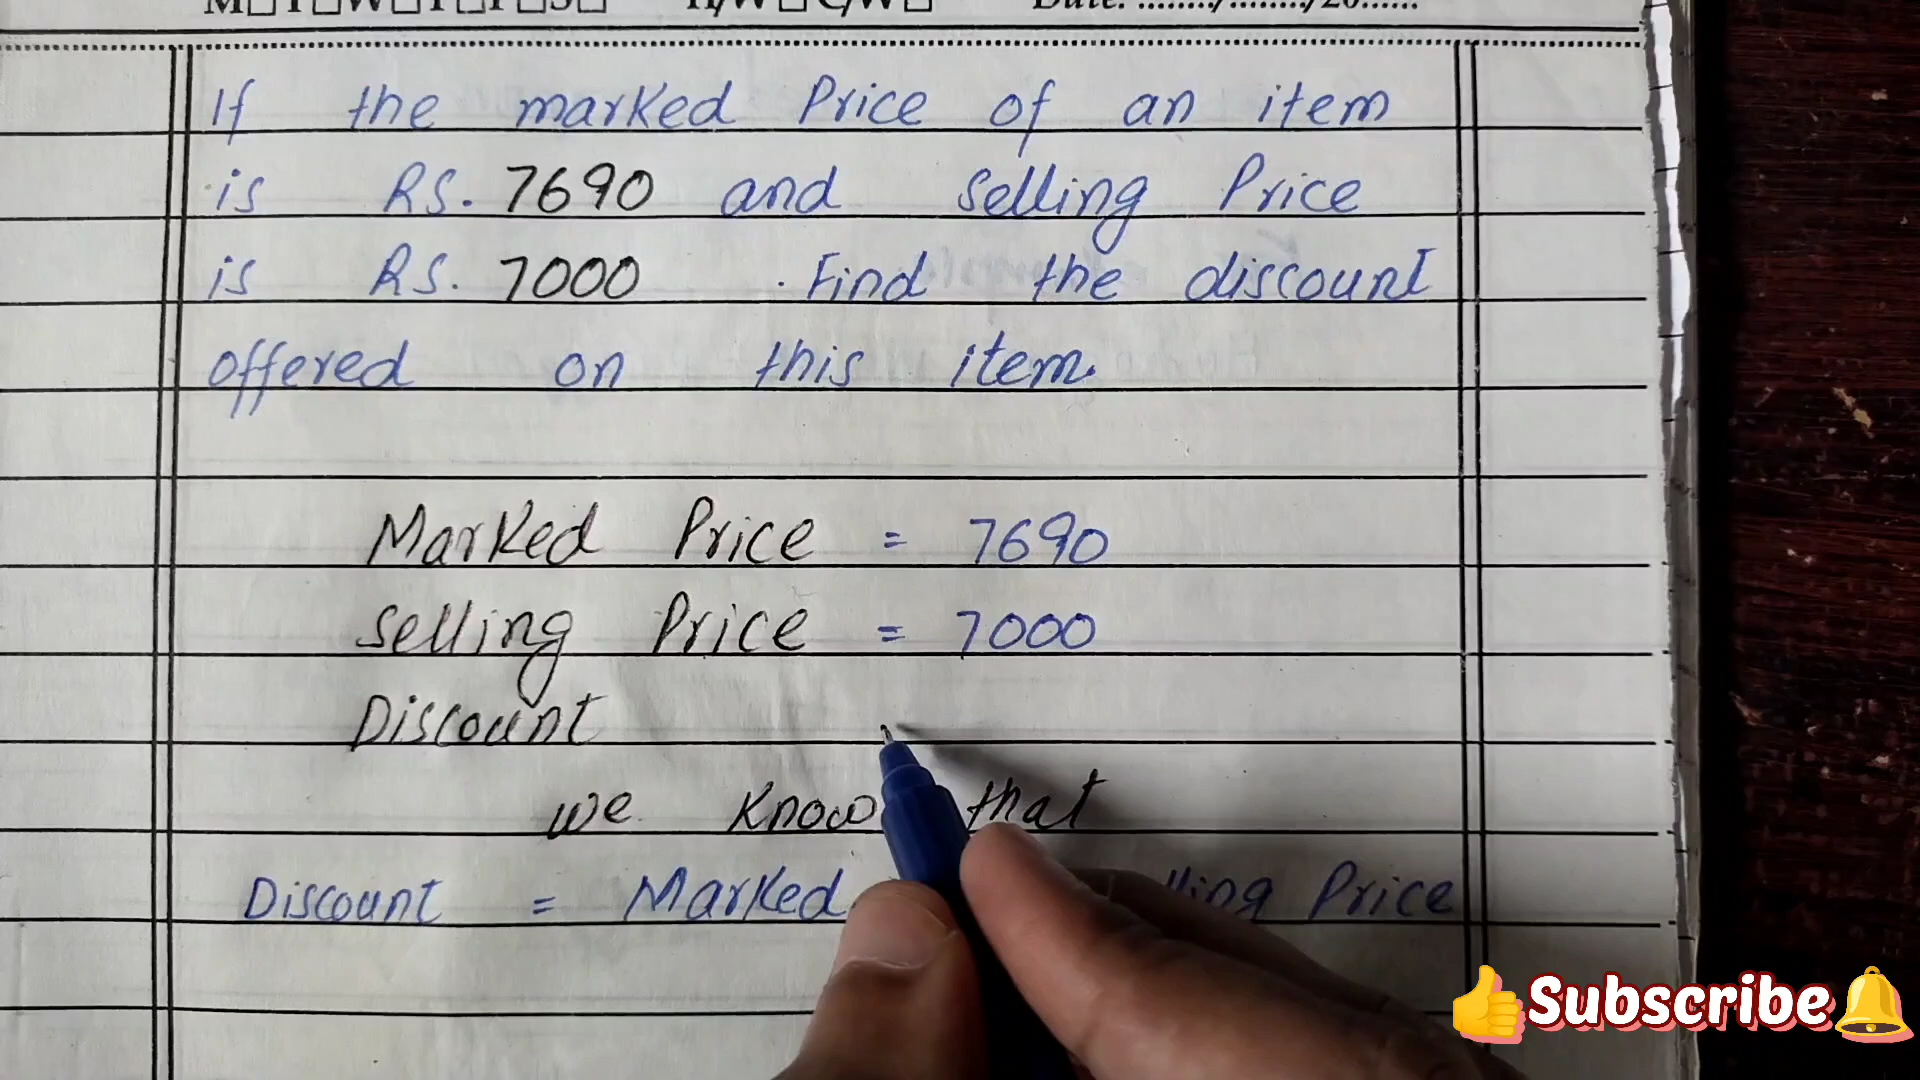 If the marked Price of an item
is RS. 7690 and selling Price
is RS. 7000 . Find the discount
offered on this item.
Marked Price = 7690
Selling Price = 7000
Discount
we know that
Discount = Marked Price
Subscribe